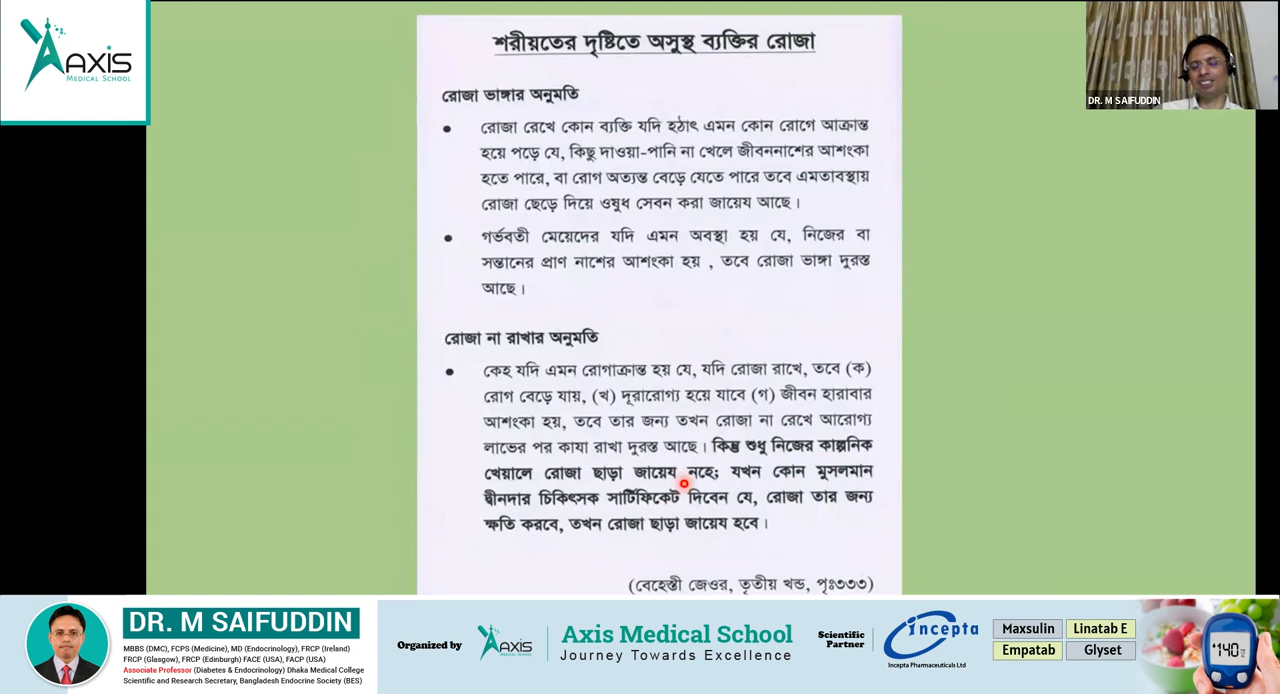 AXIS
MEDICAL SCHOOL
শরীয়তের দৃষ্টিতে অসুস্থ ব্যক্তির রোজা
রোজা ভাঙ্গার অনুমতি
● রোজা রেখে কোন ব্যক্তি যদি হঠাৎ এমন কোন রোগে আক্রান্ত
হয়ে পড়ে যে, কিছু দাওয়া-পানি না খেলে জীবননাশের আশংকা
হতে পারে, বা রোগ অত্যন্ত বেড়ে যেতে পারে তবে এমতাবস্থায়
রোজা ছেড়ে দিয়ে ওষুধ সেবন করা জায়েয আছে।
● গর্ভবতী মেয়েদের যদি এমন অবস্থা হয় যে, নিজের বা
সন্তানের প্রাণ নাশের আশংকা হয় , তবে রোজা ভাঙ্গা দুরস্ত
আছে।
রোজা না রাখার অনুমতি
● কেহ যদি এমন রোগাক্রান্ত হয় যে, যদি রোজা রাখে, তবে (ক)
রোগ বেড়ে যায়, (খ) দূরারোগ্য হয়ে যাবে (গ) জীবন হারাবার
আশংকা হয়, তবে তার জন্য তখন রোজা না রেখে আরোগ্য
লাভের পর কাযা রাখা দুরস্ত আছে। কিন্তু শুধু নিজের কাল্পনিক
খেয়ালে রোজা ছাড়া জায়েয নহে; যখন কোন মুসলমান
দ্বীনদার চিকিৎসক সার্টিফিকেট দিবেন যে, রোজা তার জন্য
ক্ষতি করবে, তখন রোজা ছাড়া জায়েয হবে।
(বেহেস্তী জেওর, তৃতীয় খন্ড, পৃঃ৩৩৩)
DR. M SAIFUDDIN
DR. M SAIFUDDIN
MBBS (DMC), FCPS (Medicine), MD (Endocrinology), FRCP (Ireland)
FRCP (Glasgow), FRCP (Edinburgh) FACE (USA), FACP (USA)
Associate Professor (Diabetes & Endocrinology) Dhaka Medical College
Scientific and Research Secretary, Bangladesh Endocrine Society (BES)
Organized by
AXIS
MEDICAL SCHOOL
Axis Medical School
Journey Towards Excellence
Scientific
Partner
incepta
Incepta Pharmaceuticals Ltd
Maxsulin Linatab E
Empatab Glyset
140